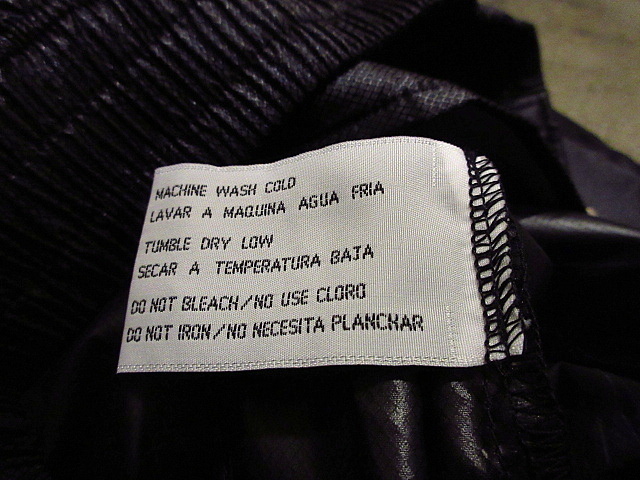 MACHINE WASH COLD
LAVAR A MAQUINA AGUA FRIA
TUMBLE DRY LOW
SECAR A TEMPERATURA BAJA
DO NOT BLEACH/NO USE CLORO
DO NOT IRON/NO NECESITA PLANCHAR